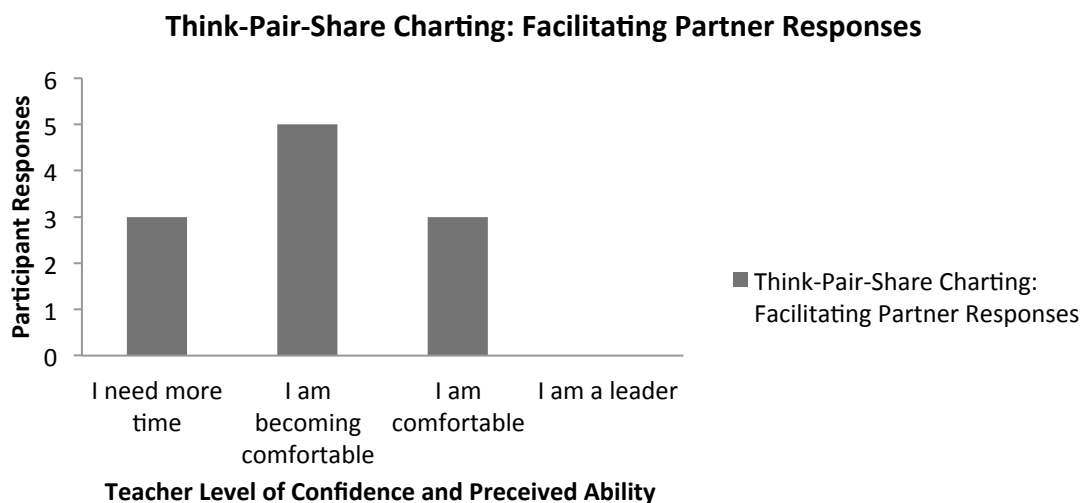 Think-Pair-Share Charting: Facilitating Partner Responses
6
5
4
3
2
1
0
Participant Responses
I need more
time
I am
becoming
comfortable
I am
comfortable
I am a leader
Teacher Level of Confidence and Preceived Ability
Think-Pair-Share Charting:
Facilitating Partner Responses